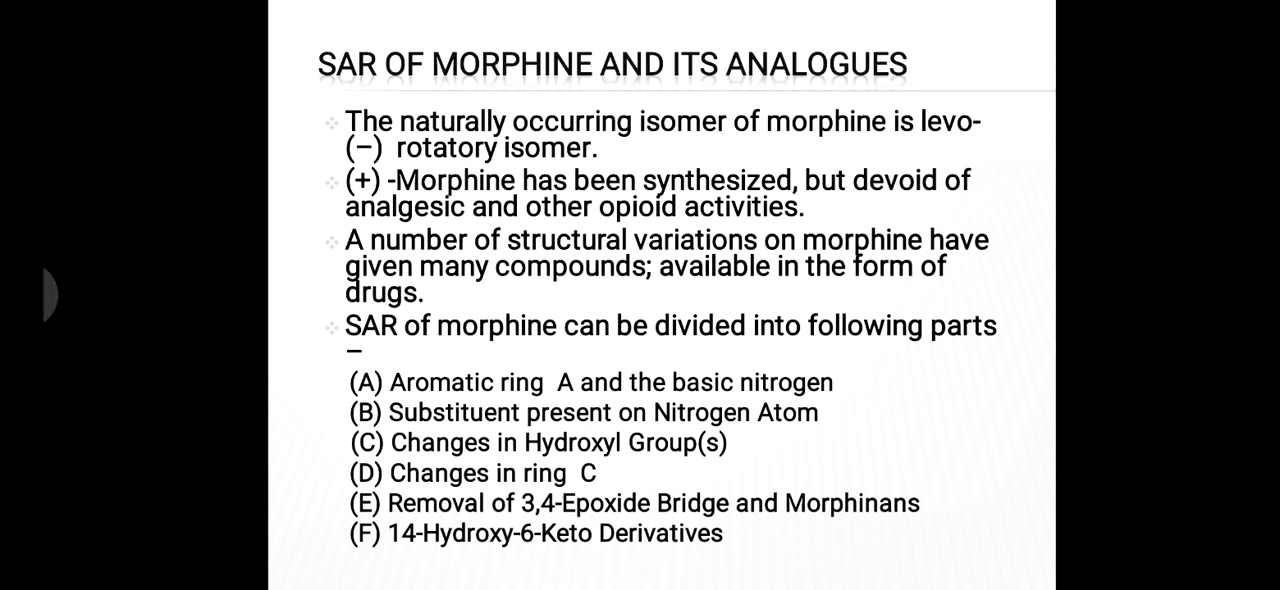 SAR OF MORPHINE AND ITS ANALOGUES
The naturally occurring isomer of morphine is levo-
(−) rotatory isomer.
(+) -Morphine has been synthesized, but devoid of
analgesic and other opioid activities.
A number of structural variations on morphine have
given many compounds; available in the form of
drugs.
SAR of morphine can be divided into following parts
–
(A) Aromatic ring A and the basic nitrogen
(B) Substituent present on Nitrogen Atom
(C) Changes in Hydroxyl Group(s)
(D) Changes in ring C
(E) Removal of 3,4-Epoxide Bridge and Morphinans
(F) 14-Hydroxy-6-Keto Derivatives